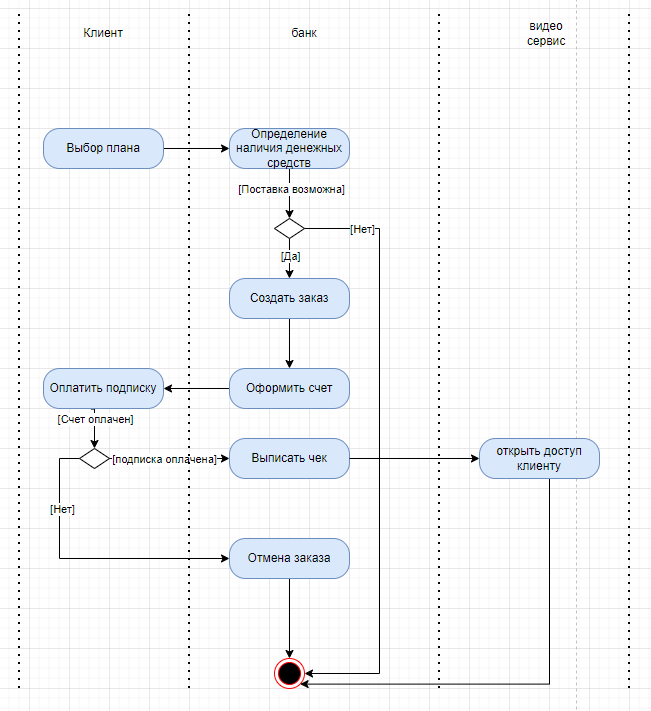 Клиент
банк
видео
сервис
Выбор плана
Определение
наличия денежных
средств
[Поставка возможна]
[Нет]
[Да]
Создать заказ
Оплатить подписку
Оформить счет
[Счет оплачен]
[подписка оплачена]
Выписать чек
открыть доступ
клиенту
[Нет]
Отмена заказа